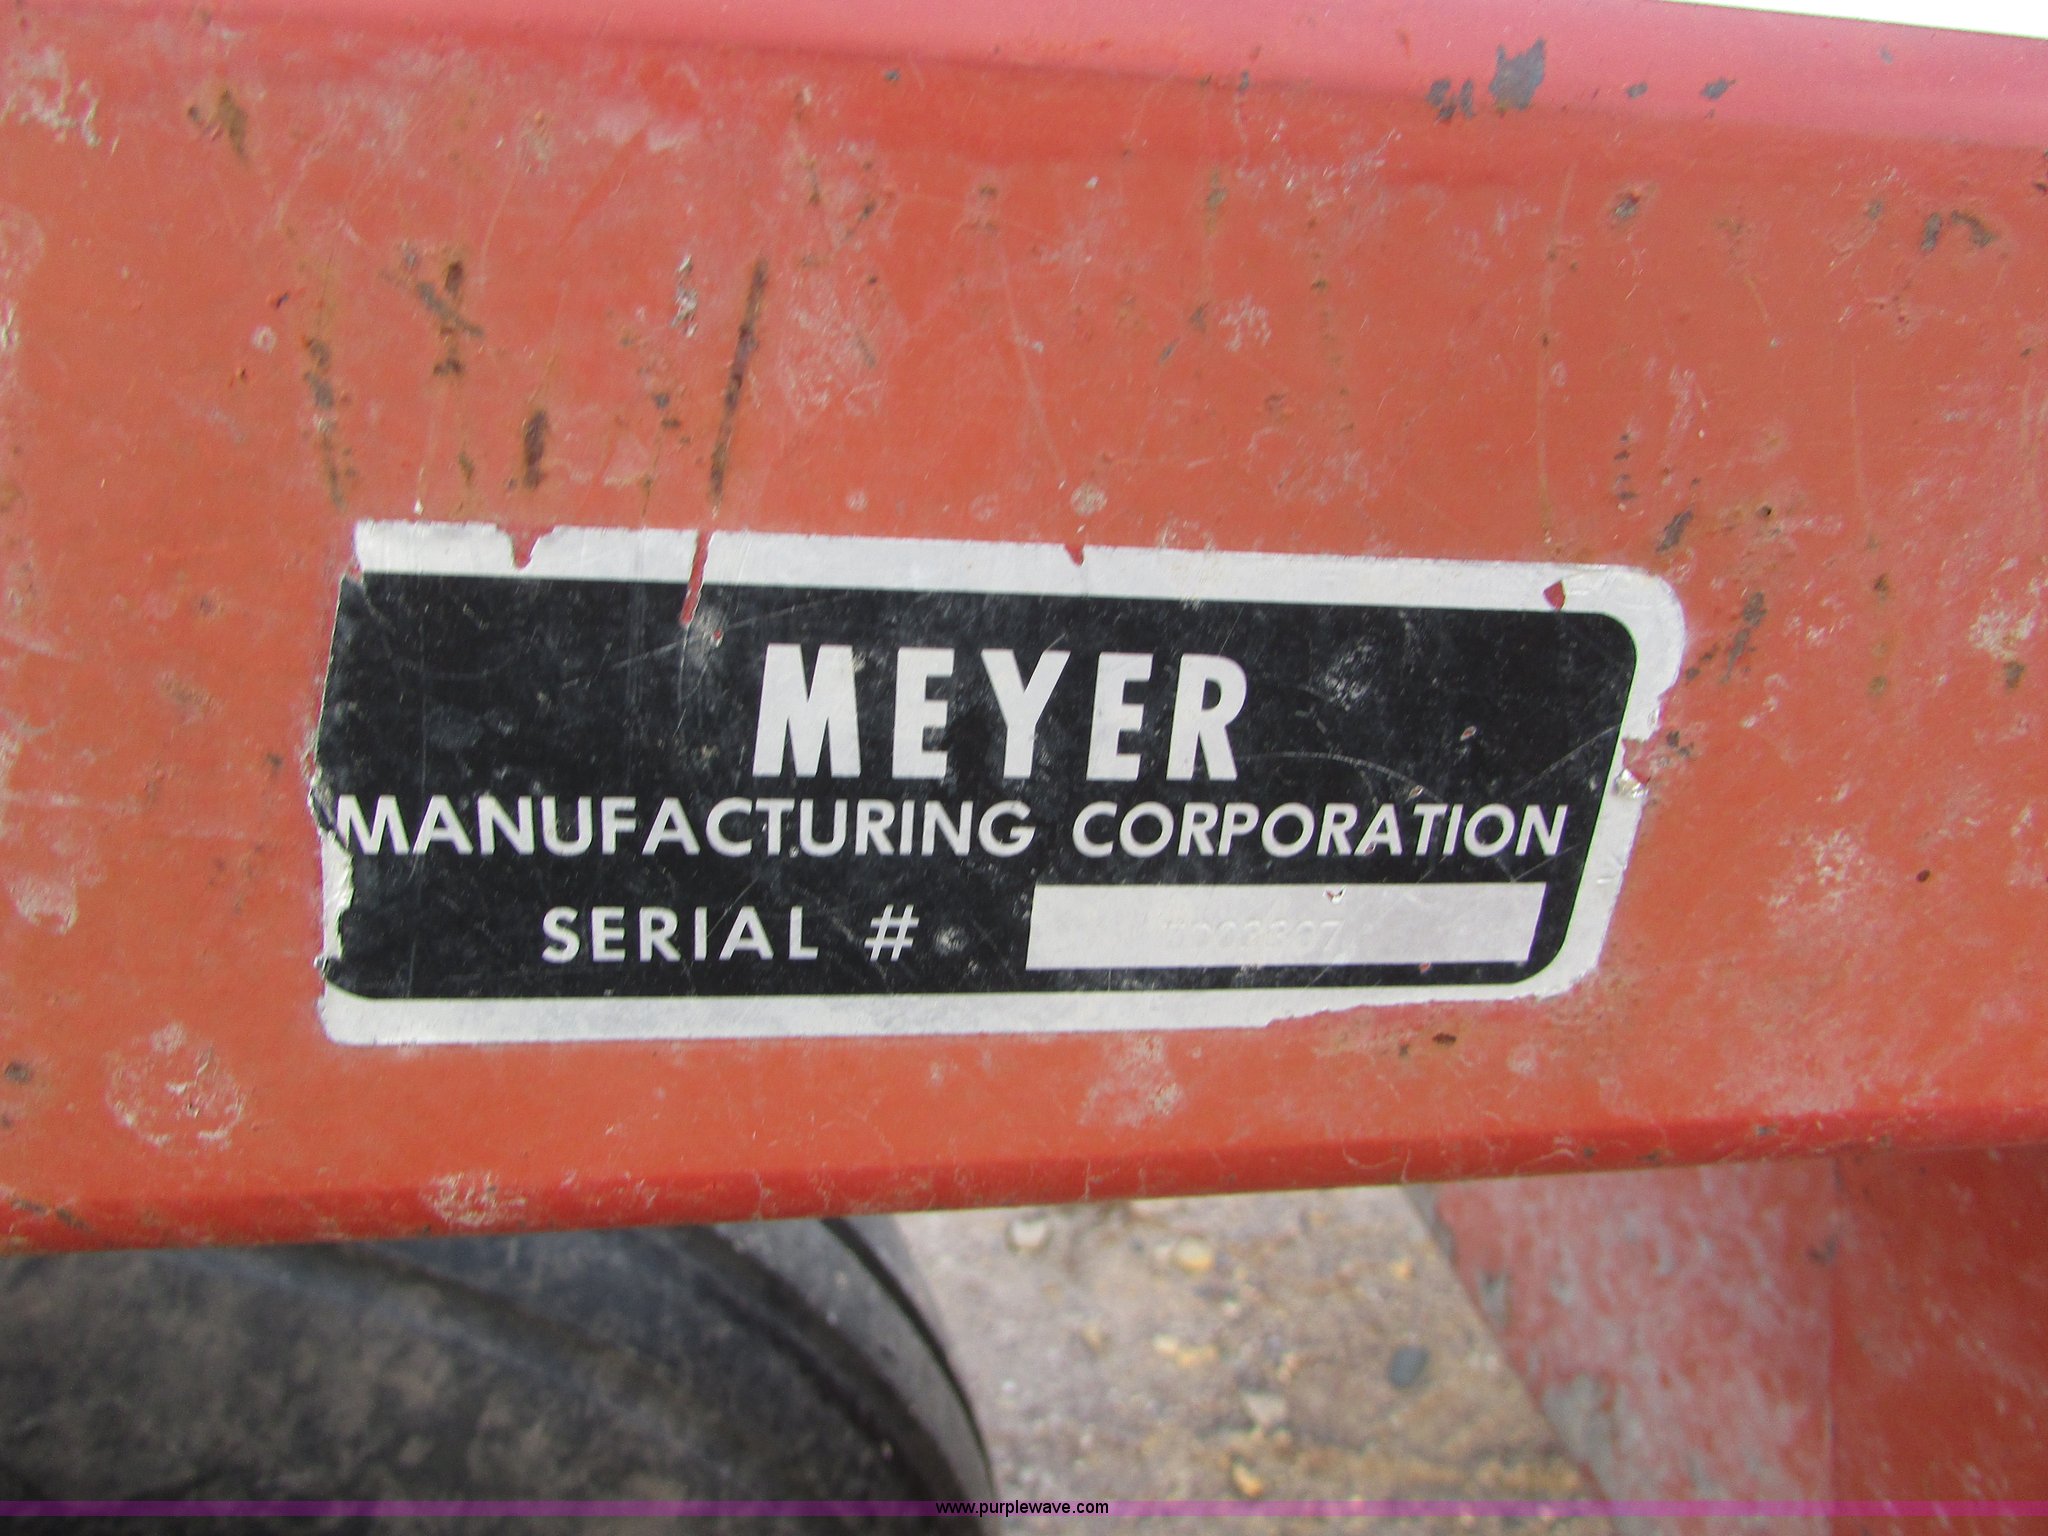 MEYER
MANUFACTURING CORPORATION
SERIAL #
www.purplewave.com